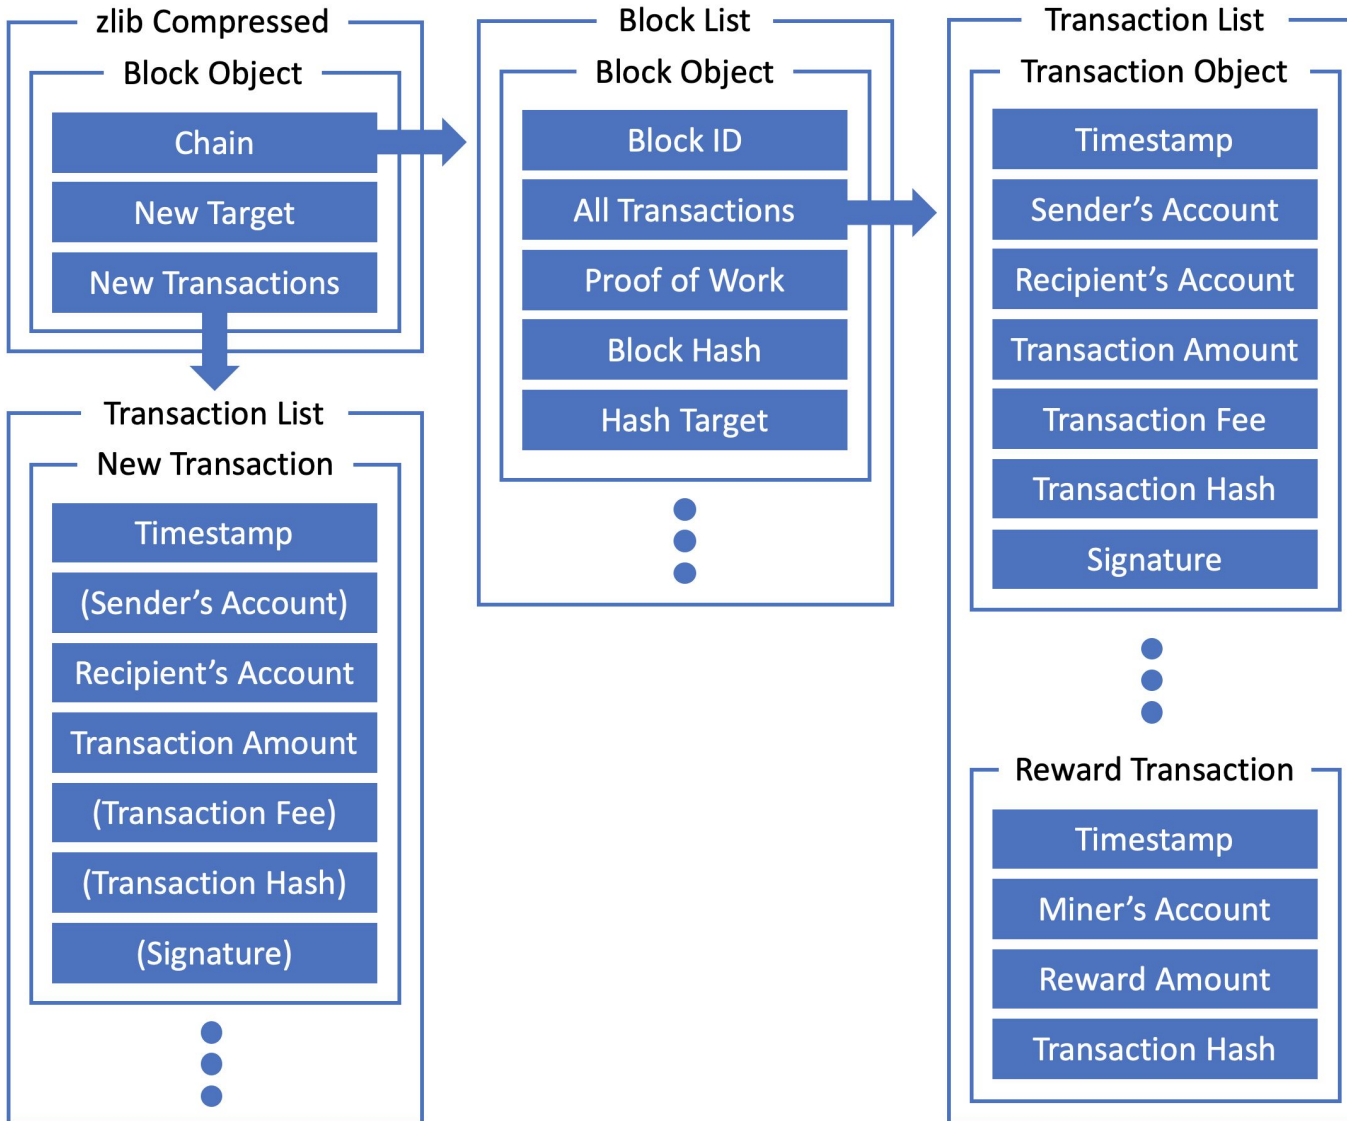 zlib Compressed
Block Object
Chain
New Target
New Transactions
Transaction List
New Transaction
Timestamp
(Sender’s Account)
Recipient’s Account
Transaction Amount
(Transaction Fee)
(Transaction Hash)
(Signature)
Block List
Block Object
Block ID
All Transactions
Proof of Work
Block Hash
Hash Target
Transaction List
Transaction Object
Timestamp
Sender’s Account
Recipient’s Account
Transaction Amount
Transaction Fee
Transaction Hash
Signature
Reward Transaction
Timestamp
Miner’s Account
Reward Amount
Transaction Hash